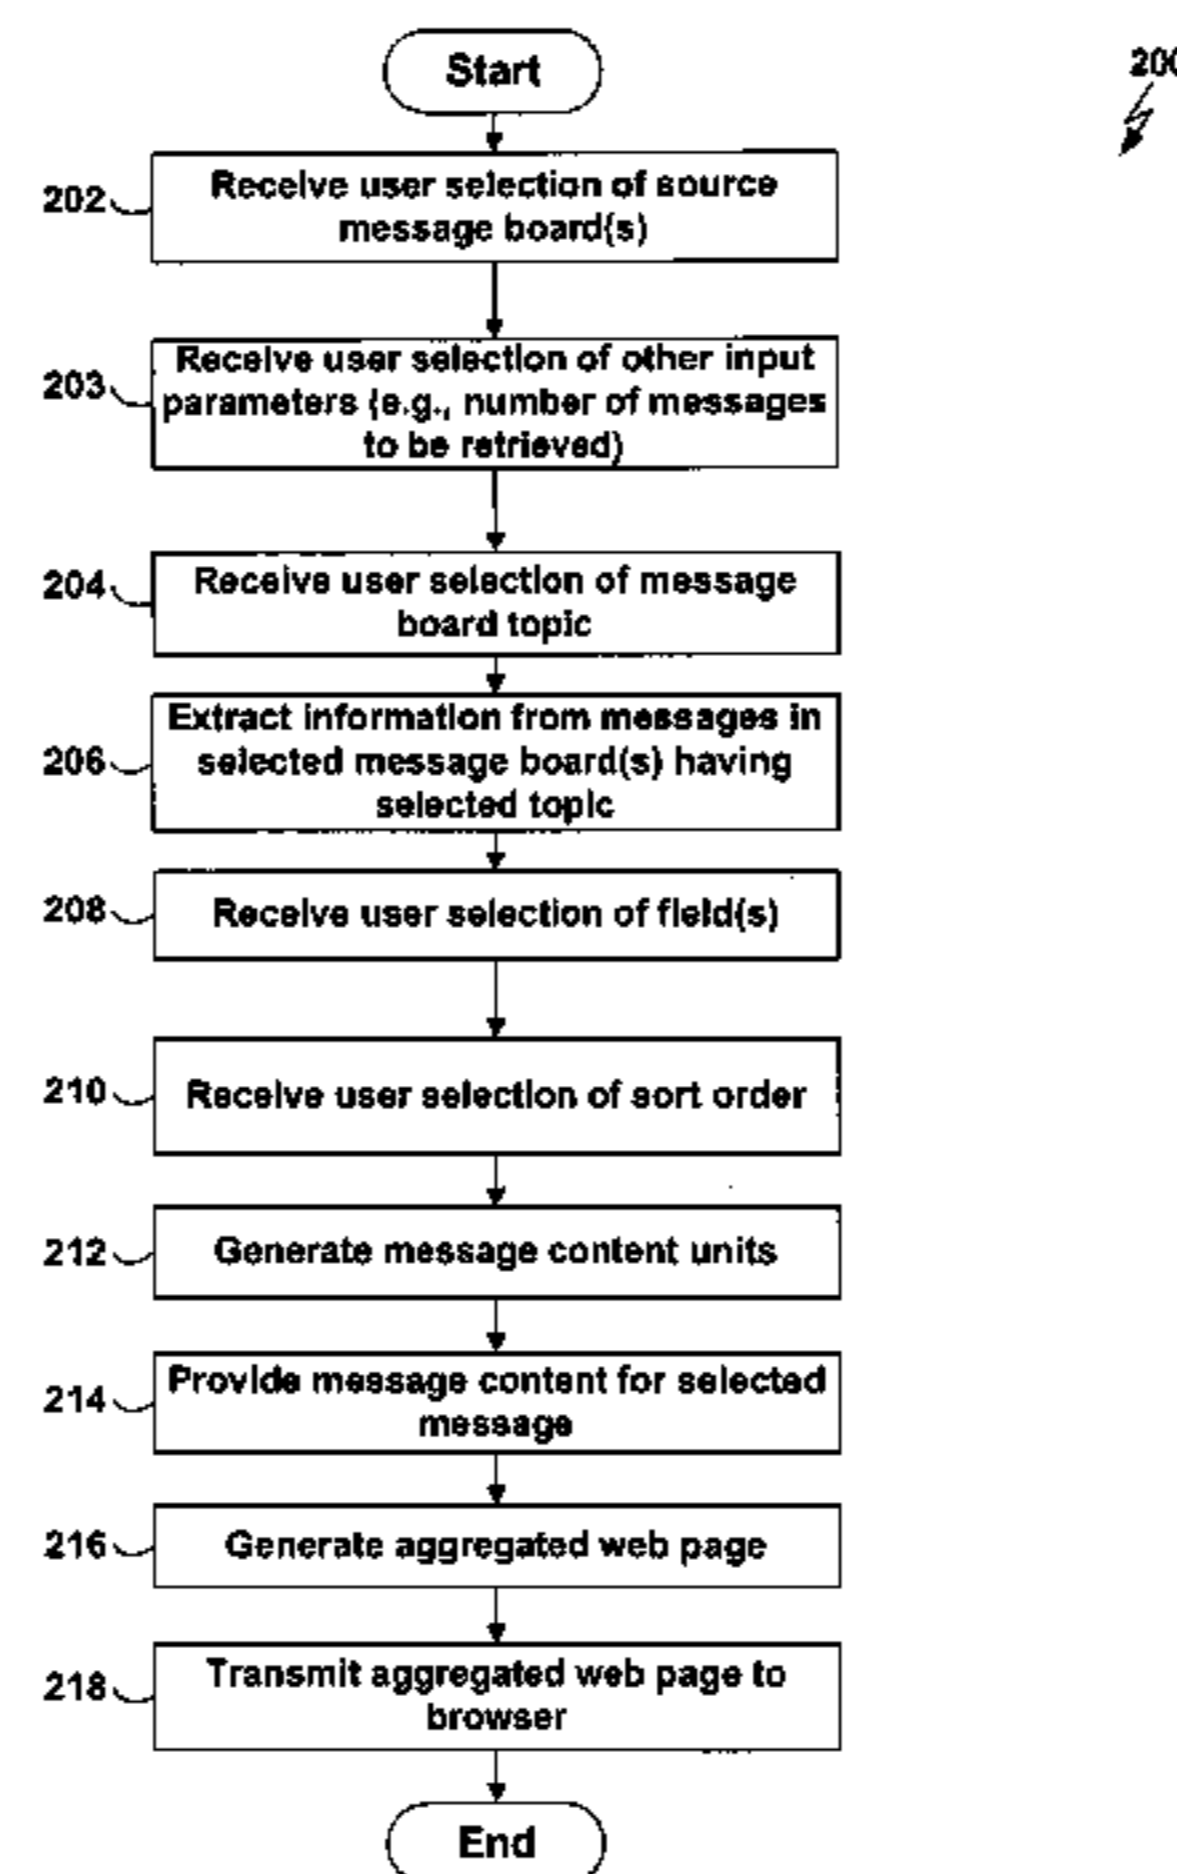 Start
200
202
Receive user selection of source
message board(s)
203
Receive user selection of other input
parameters (e.g., number of messages
to be retrieved)
204
Receive user selection of message
board topic
206
Extract information from messages in
selected message board(s) having
selected topic
208
Receive user selection of field(s)
210
Receive user selection of sort order
212
Generate message content units
214
Provide message content for selected
message
216
Generate aggregated web page
218
Transmit aggregated web page to
browser
End